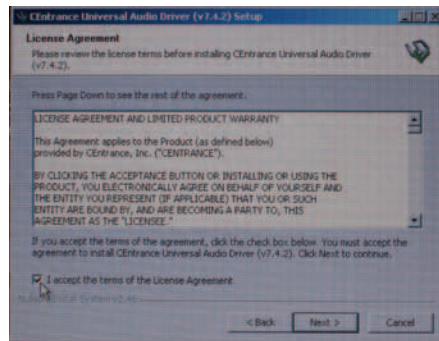 CEntrance Universal Audio Driver (v7.4.2) Setup
License Agreement
Please review the license terms before installing CEntrance Universal Audio Driver
(v7.4.2).
Press Page Down to see the rest of the agreement.
LICENSE AGREEMENT AND LIMITED PRODUCT WARRANTY
This Agreement applies to the Product (as defined below)
provided by CEntrance, Inc. ("CENTRANCE").
BY CLICKING THE ACCEPTANCE BUTTON OR INSTALLING OR USING THE
PRODUCT, YOU ELECTRONICALLY AGREE ON BEHALF OF YOURSELF AND
THE ENTITY YOU REPRESENT (IF APPLICABLE) THAT YOU OR SUCH
ENTITY ARE BOUND BY, AND ARE BECOMING A PARTY TO, THIS
AGREEMENT AS THE "LICENSEE."
If you accept the terms of the agreement, click the check box below. You must accept the
agreement to install CEntrance Universal Audio Driver (v7.4.2). Click Next to continue.
I accept the terms of the License Agreement
System v2.46
< Back Next > Cancel